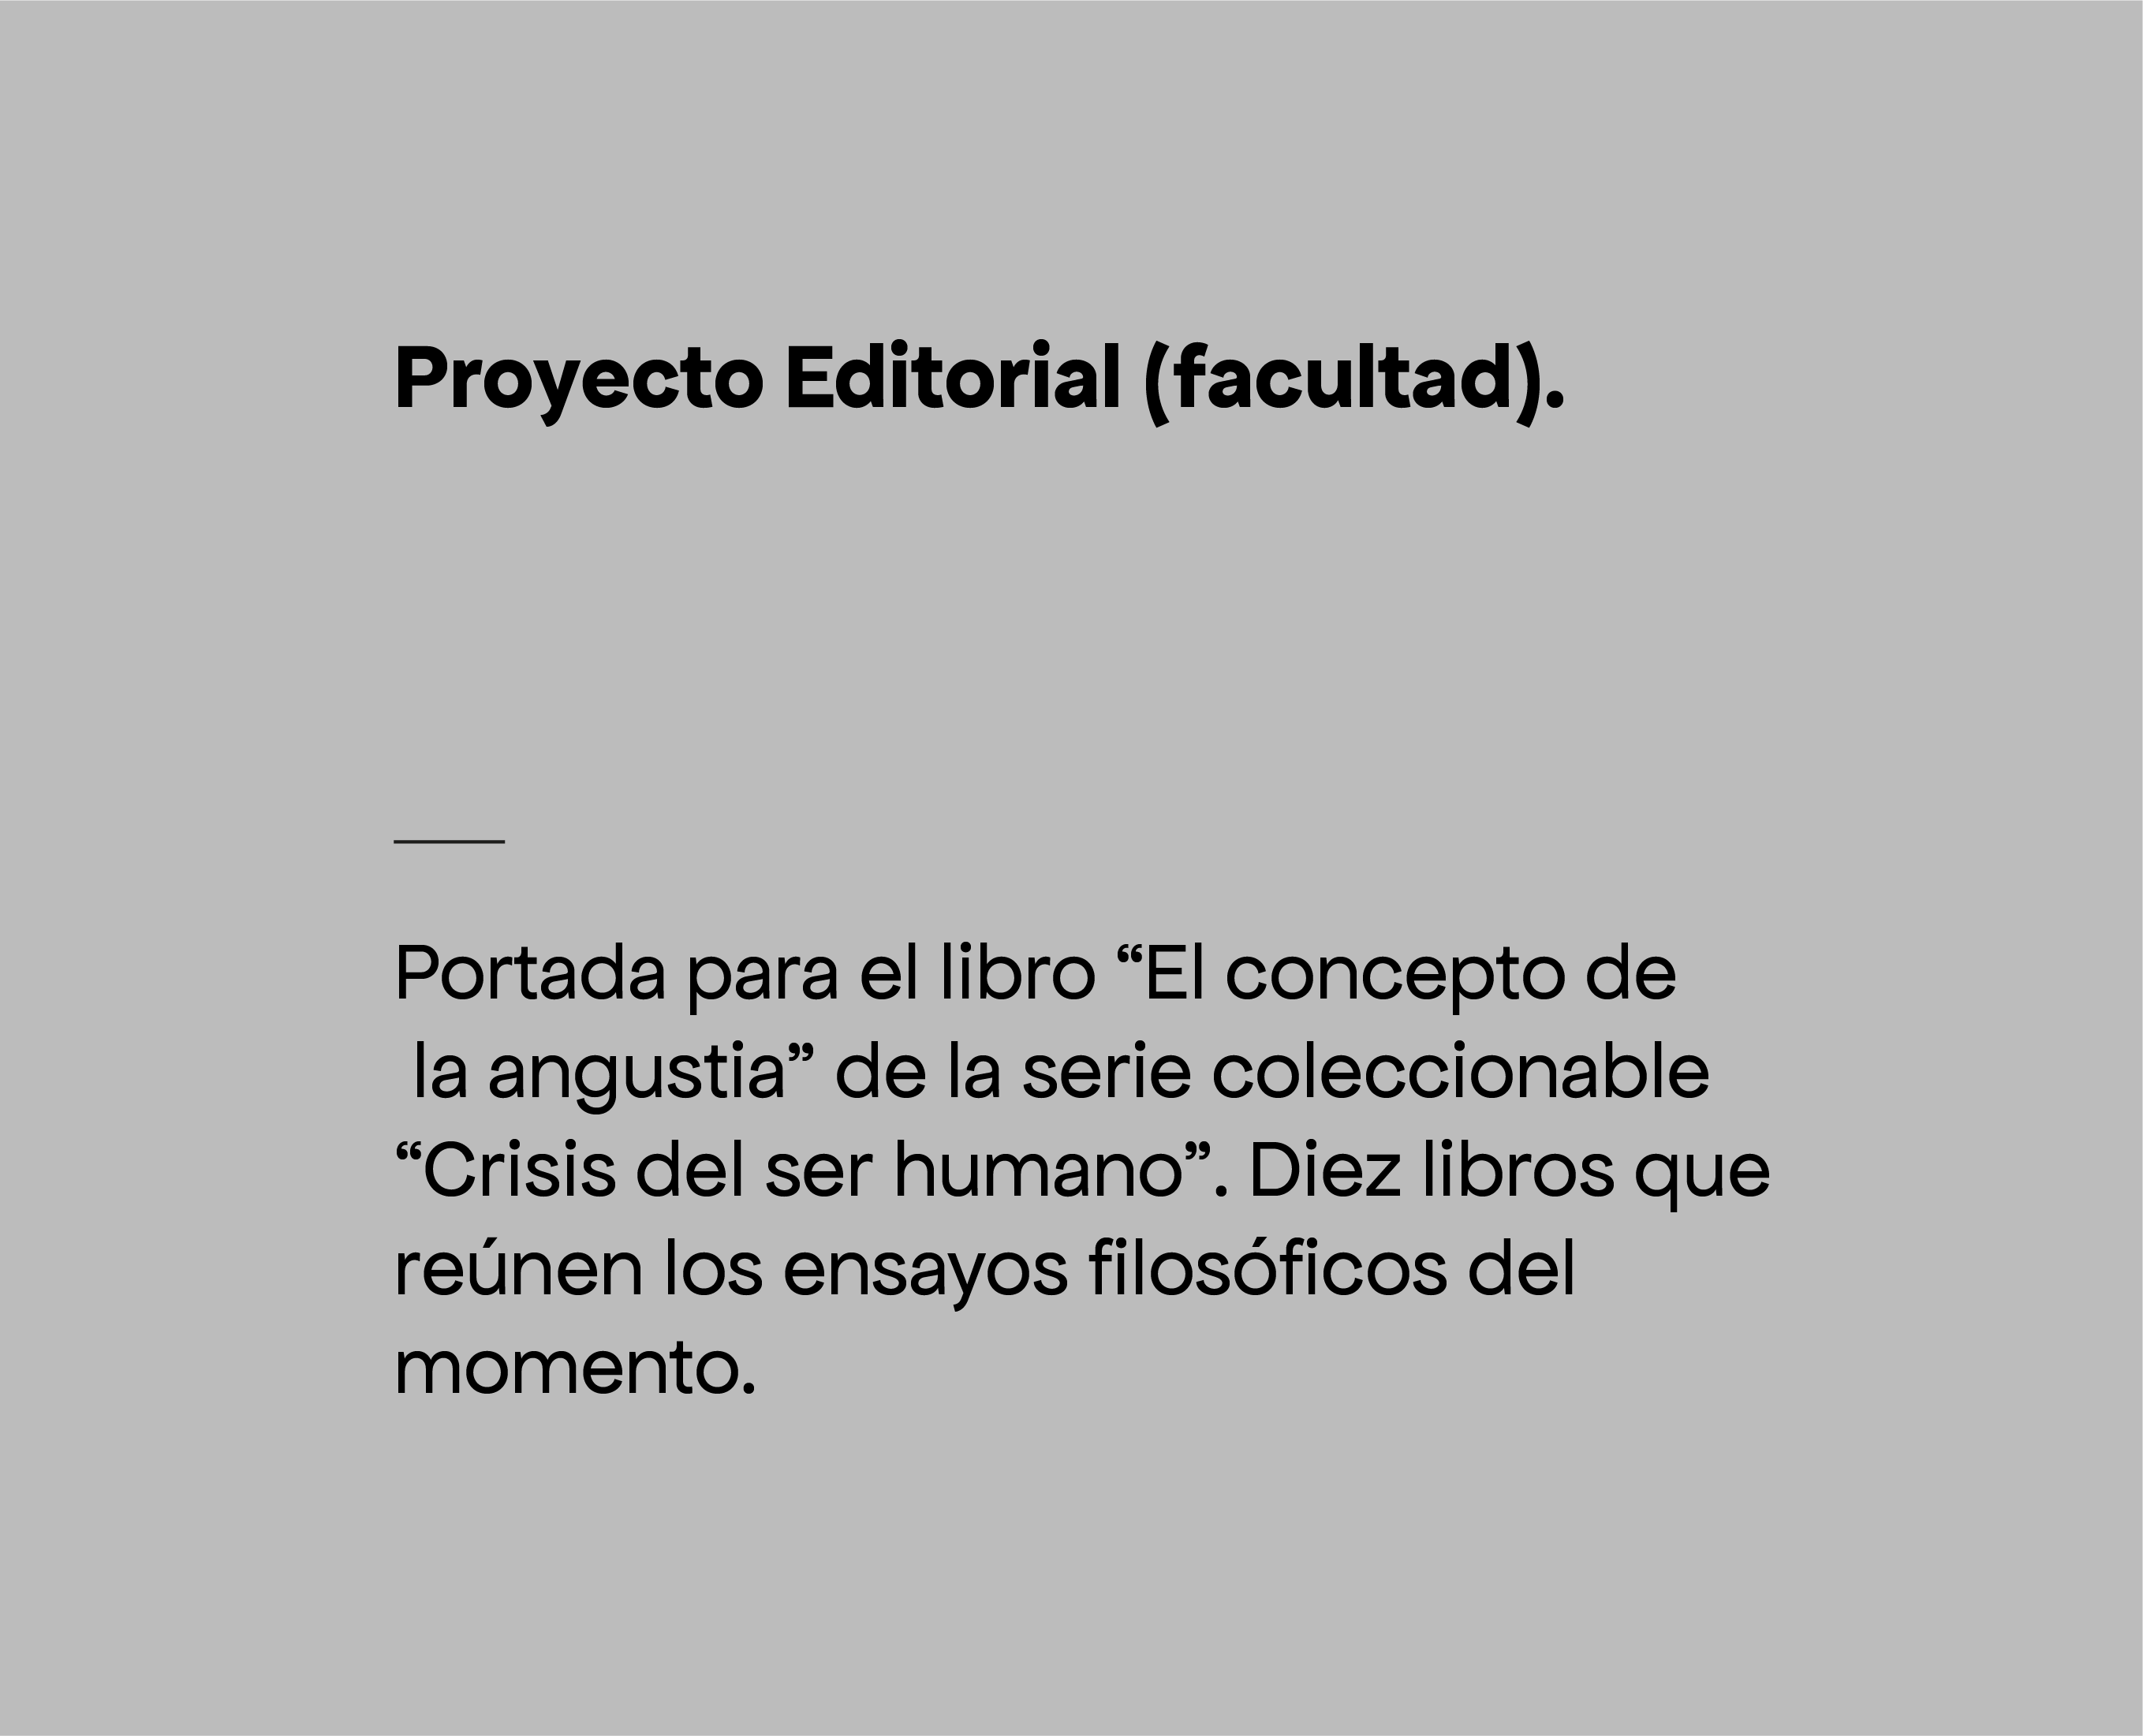 Proyecto Editorial (facultad).
Portada para el libro “El concepto de
la angustia” de la serie coleccionable
“Crisis del ser humano”. Diez libros que
reúnen los ensayos filosóficos del
momento.